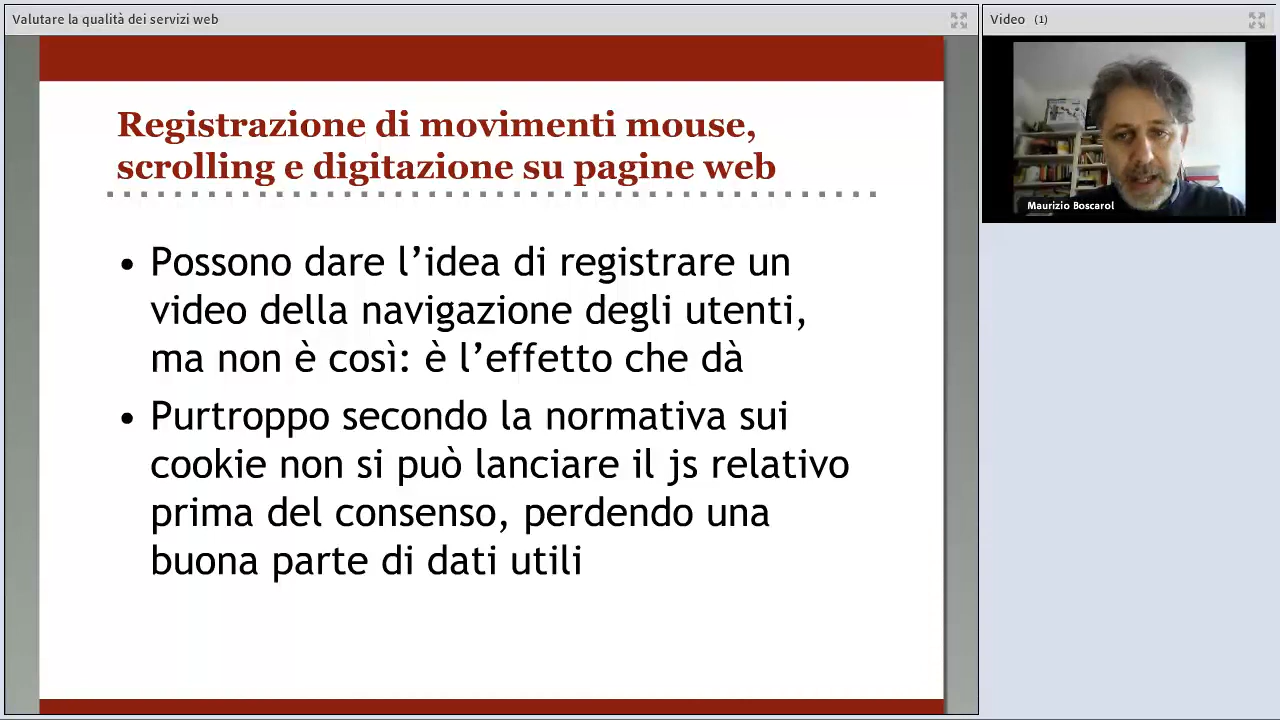 Valutare la qualità dei servizi web
Video (1)
Registrazione di movimenti mouse,
scrolling e digitazione su pagine web
• Possono dare l’idea di registrare un
video della navigazione degli utenti,
ma non è così: è l’effetto che dà
• Purtroppo secondo la normativa sui
cookie non si può lanciare il js relativo
prima del consenso, perdendo una
buona parte di dati utili
Maurizio Boscarol